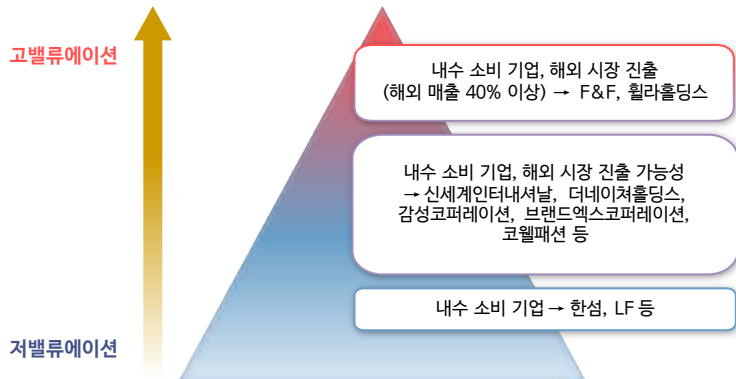 고밸류에이션
내수 소비 기업, 해외 시장 진출
(해외 매출 40% 이상) → F&F, 휠라홀딩스
내수 소비 기업, 해외 시장 진출 가능성
→ 신세계인터내셔날, 더네이쳐홀딩스,
감성코퍼레이션, 브랜드엑스코퍼레이션,
코웰패션 등
내수 소비 기업 → 한섬, LF 등
저밸류에이션